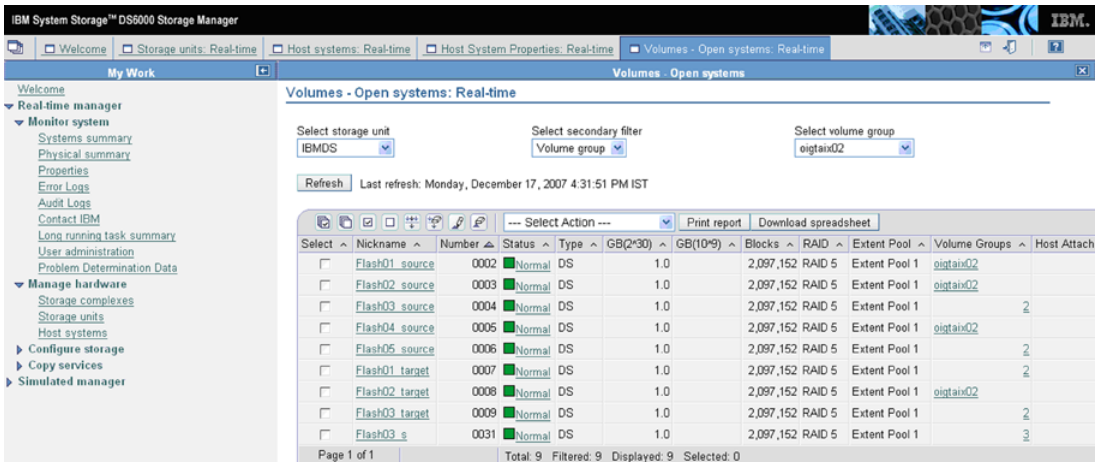 IBM System Storage™ DS6000 Storage Manager IBM.
Welcome Storage units: Real-time Host systems: Real-time Host System Properties: Real-time Volumes - Open systems: Real-time ?
My Work Volumes - Open systems
Welcome
Real-time manager
Monitor system
Systems summary
Physical summary
Properties
Error Logs
Audit Logs
Contact IBM
Long running task summary
User administration
Problem Determination Data
Manage hardware
Storage complexes
Storage units
Host systems
Configure storage
Copy services
Simulated manager
Volumes - Open systems: Real-time
Select storage unit Select secondary filter Select volume group
IBMDS Volume group oigtaix02
Refresh Last refresh: Monday, December 17, 2007 4:31:51 PM IST
--- Select Action --- Print report Download spreadsheet
Select Nickname Number Status Type GB(2^30) GB(10^9) Blocks RAID Extent Pool Volume Groups Host Attach
Flash01_source 0002 Normal DS 1.0 2,097,152 RAID 5 Extent Pool 1 oigtaix02
Flash02_source 0003 Normal DS 1.0 2,097,152 RAID 5 Extent Pool 1 oigtaix02
Flash03_source 0004 Normal DS 1.0 2,097,152 RAID 5 Extent Pool 1 2
Flash04_source 0005 Normal DS 1.0 2,097,152 RAID 5 Extent Pool 1 oigtaix02
Flash05_source 0006 Normal DS 1.0 2,097,152 RAID 5 Extent Pool 1 2
Flash01_target 0007 Normal DS 1.0 2,097,152 RAID 5 Extent Pool 1 2
Flash02_target 0008 Normal DS 1.0 2,097,152 RAID 5 Extent Pool 1 oigtaix02
Flash03_target 0009 Normal DS 1.0 2,097,152 RAID 5 Extent Pool 1 2
Flash03_s 0031 Normal DS 1.0 2,097,152 RAID 5 Extent Pool 1 3
Page 1 of 1 Total: 9 Filtered: 9 Displayed: 9 Selected: 0